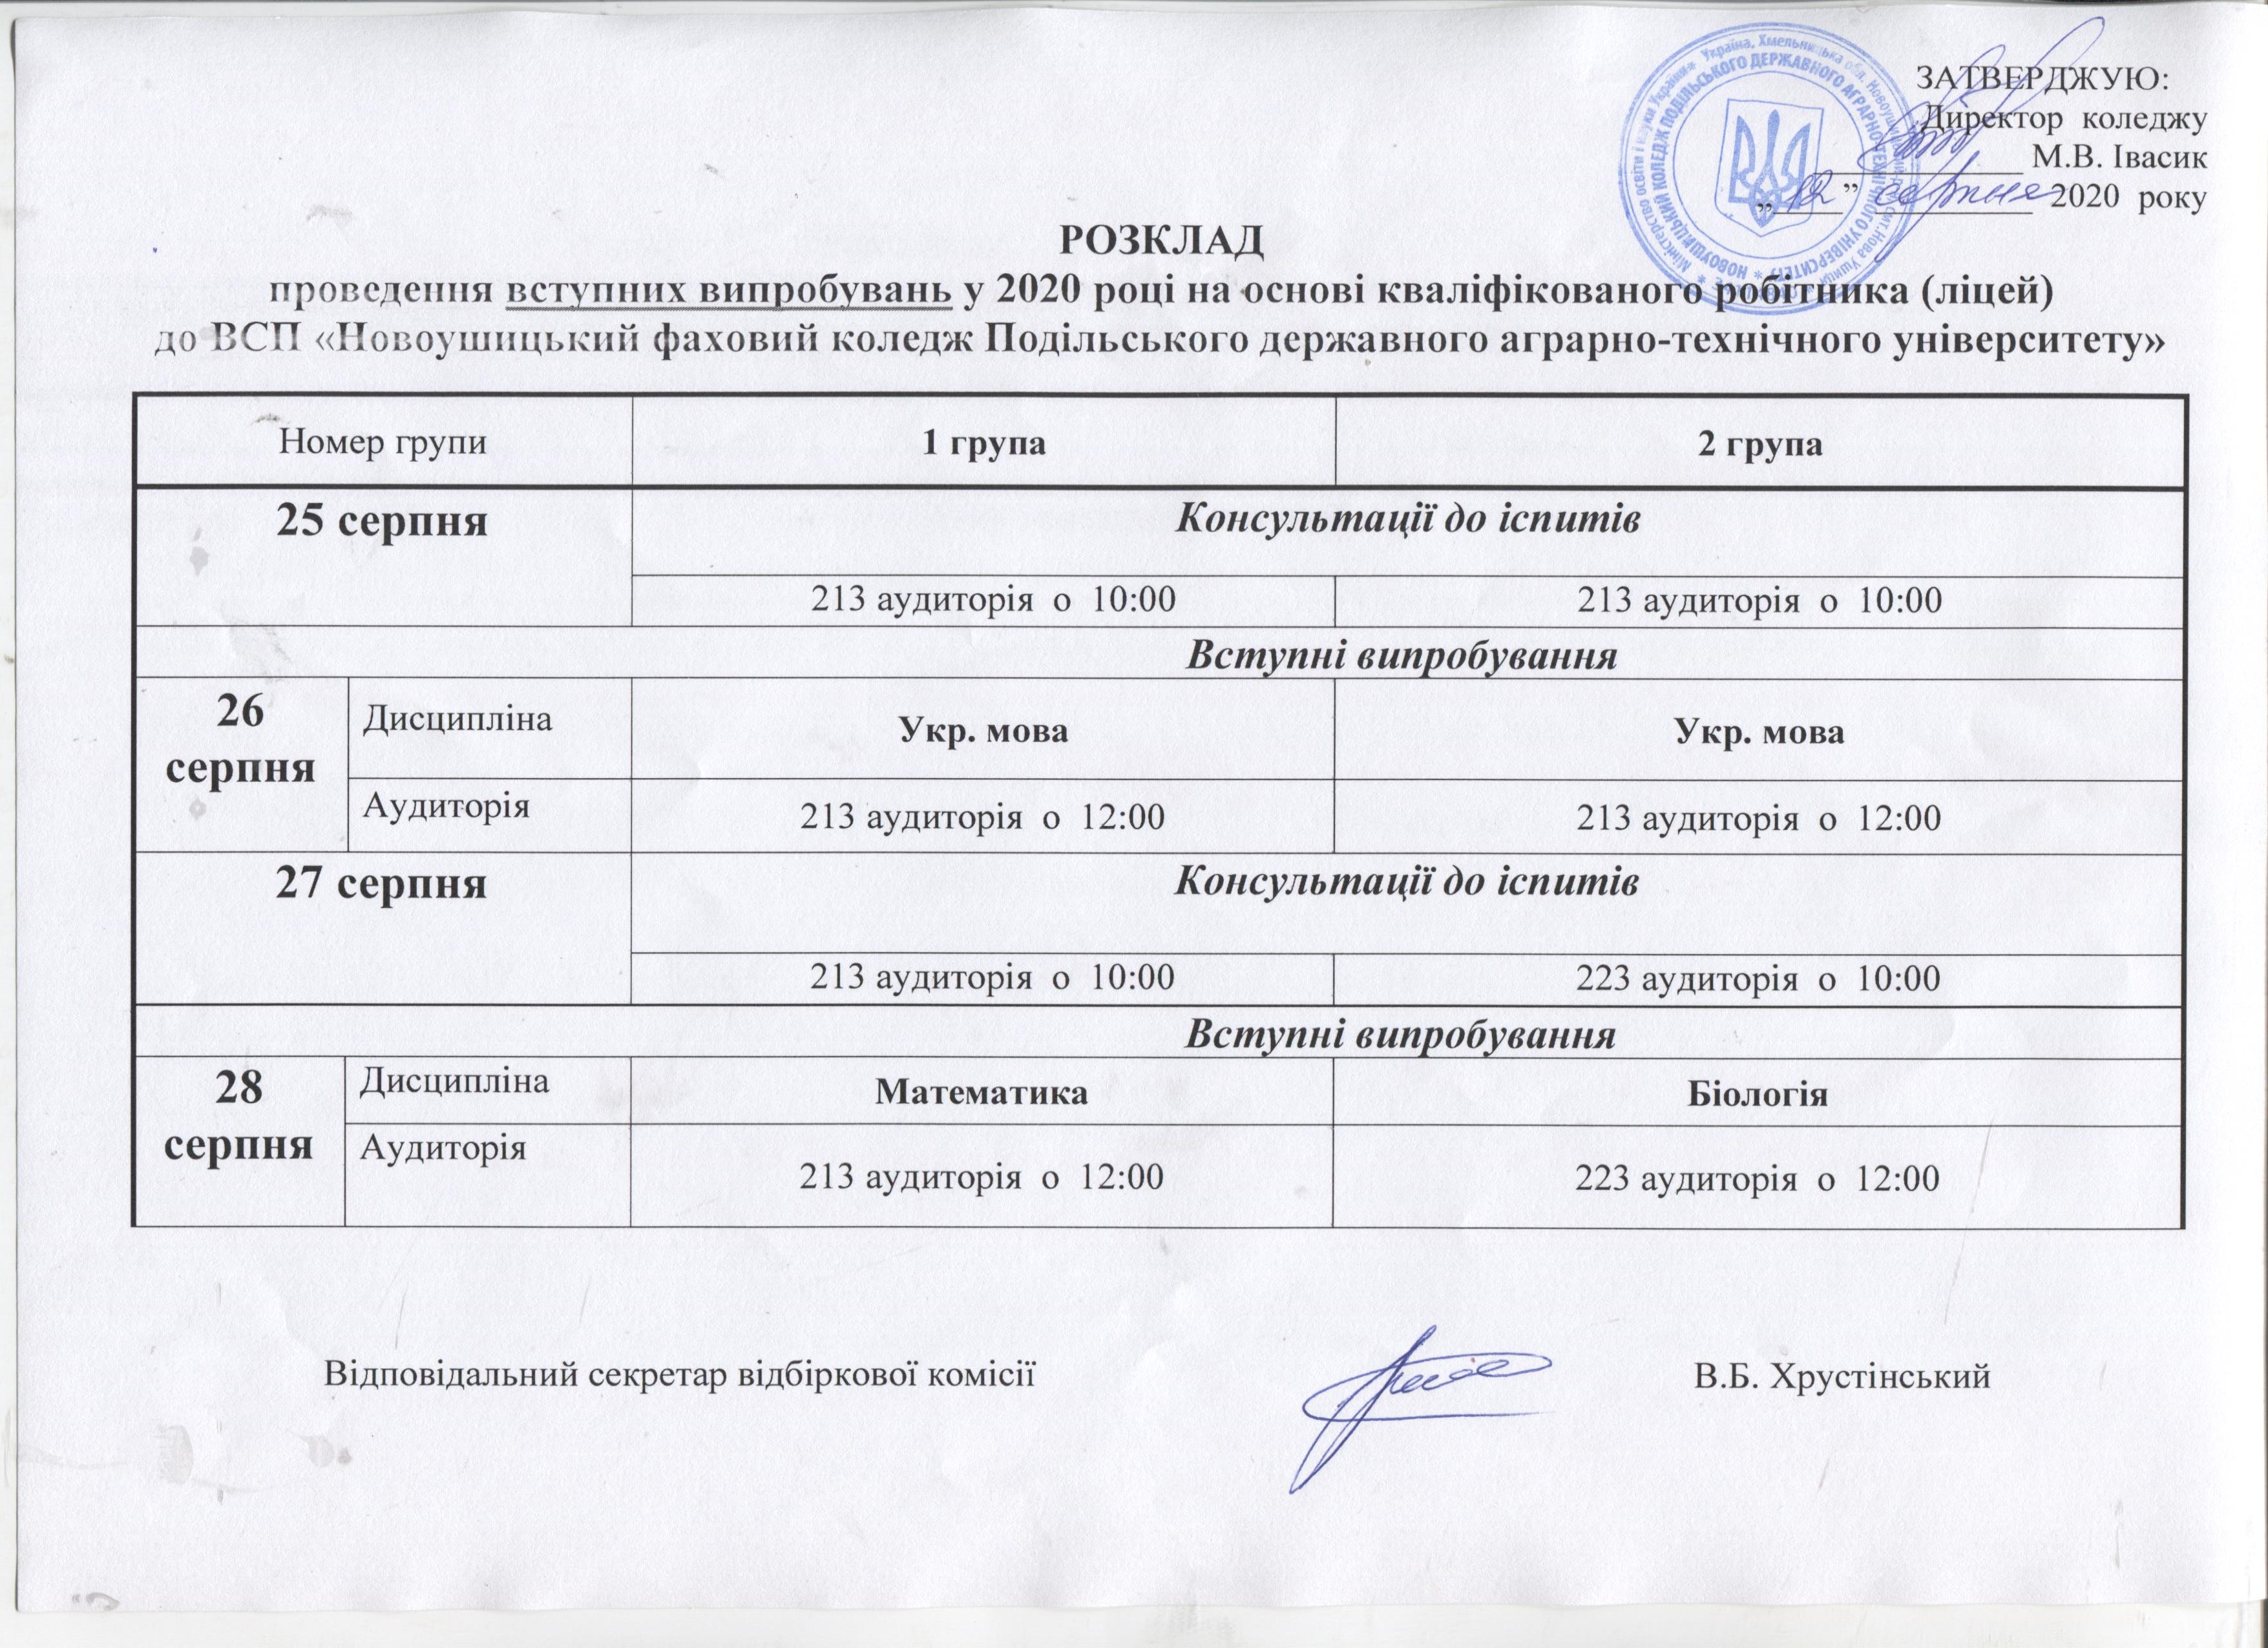 ЗАТВЕРДЖУЮ:
Директор коледжу
____________ М.В. Івасик
„ 12 ” серпня 2020 року
РОЗКЛАД
проведення вступних випробувань у 2020 році на основі кваліфікованого робітника (ліцей)
до ВСП «Новоушицький фаховий коледж Подільського державного аграрно-технічного університету»
Номер групи 1 група 2 група
25 серпня Консультації до іспитів
213 аудиторія о 10:00 213 аудиторія о 10:00
Вступні випробування
26 серпня Дисципліна Укр. мова Укр. мова
Аудиторія 213 аудиторія о 12:00 213 аудиторія о 12:00
27 серпня Консультації до іспитів
213 аудиторія о 10:00 223 аудиторія о 10:00
Вступні випробування
28 серпня Дисципліна Математика Біологія
Аудиторія 213 аудиторія о 12:00 223 аудиторія о 12:00
Відповідальний секретар відбіркової комісії В.Б. Хрустінський
НОВОУШИЦЬКИЙ КОЛЕДЖ ПОДІЛЬСЬКОГО ДЕРЖАВНОГО АГРАРНО-ТЕХНІЧНОГО УНІВЕРСИТЕТУ
Міністерство освіти і науки України